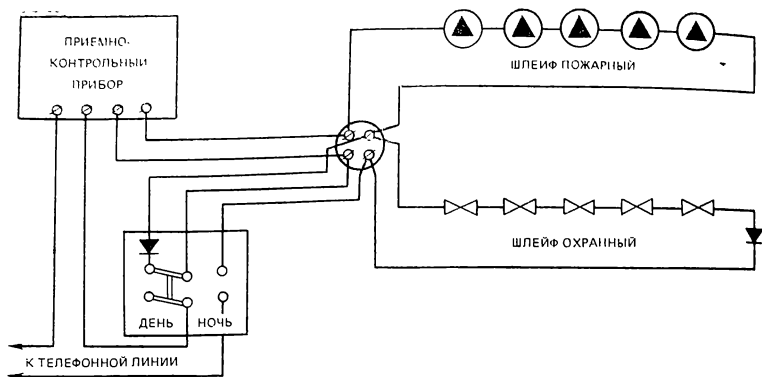 ПРИЕМНО-
КОНТРОЛЬНЫЙ
ПРИБОР
ШЛЕЙФ ПОЖАРНЫЙ
ШЛЕЙФ ОХРАННЫЙ
ДЕНЬ НОЧЬ
К ТЕЛЕФОННОЙ ЛИНИИ